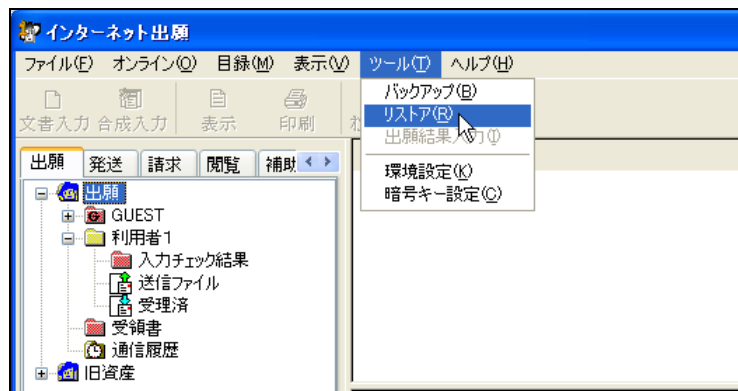 インターネット出願
ファイル(F) オンライン(O) 目録(M) 表示(V) ツール(T) ヘルプ(H)
文書入力 合成入力 表示 印刷
バックアップ(B)
リストア(R)
出願結果入力(I)
環境設定(K)
暗号キー設定(C)
出願 発送 請求 閲覧 補助
出願
GUEST
利用者1
入力チェック結果
送信ファイル
受理済
受領書
通信履歴
旧資産